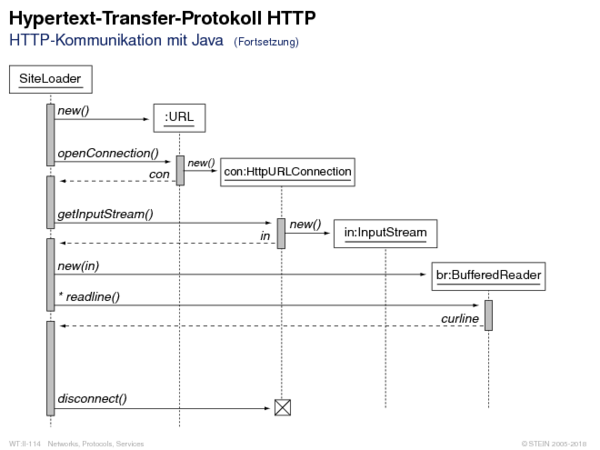 Hypertext-Transfer-Protokoll HTTP
HTTP-Kommunikation mit Java (Fortsetzung)
SiteLoader
new()
:URL
openConnection()
new()
con:HttpURLConnection
con
getInputStream()
new()
in:InputStream
in
new(in)
br:BufferedReader
* readline()
curline
disconnect()
WT:II-114 Networks, Protocols, Services
© STEIN 2005-2018